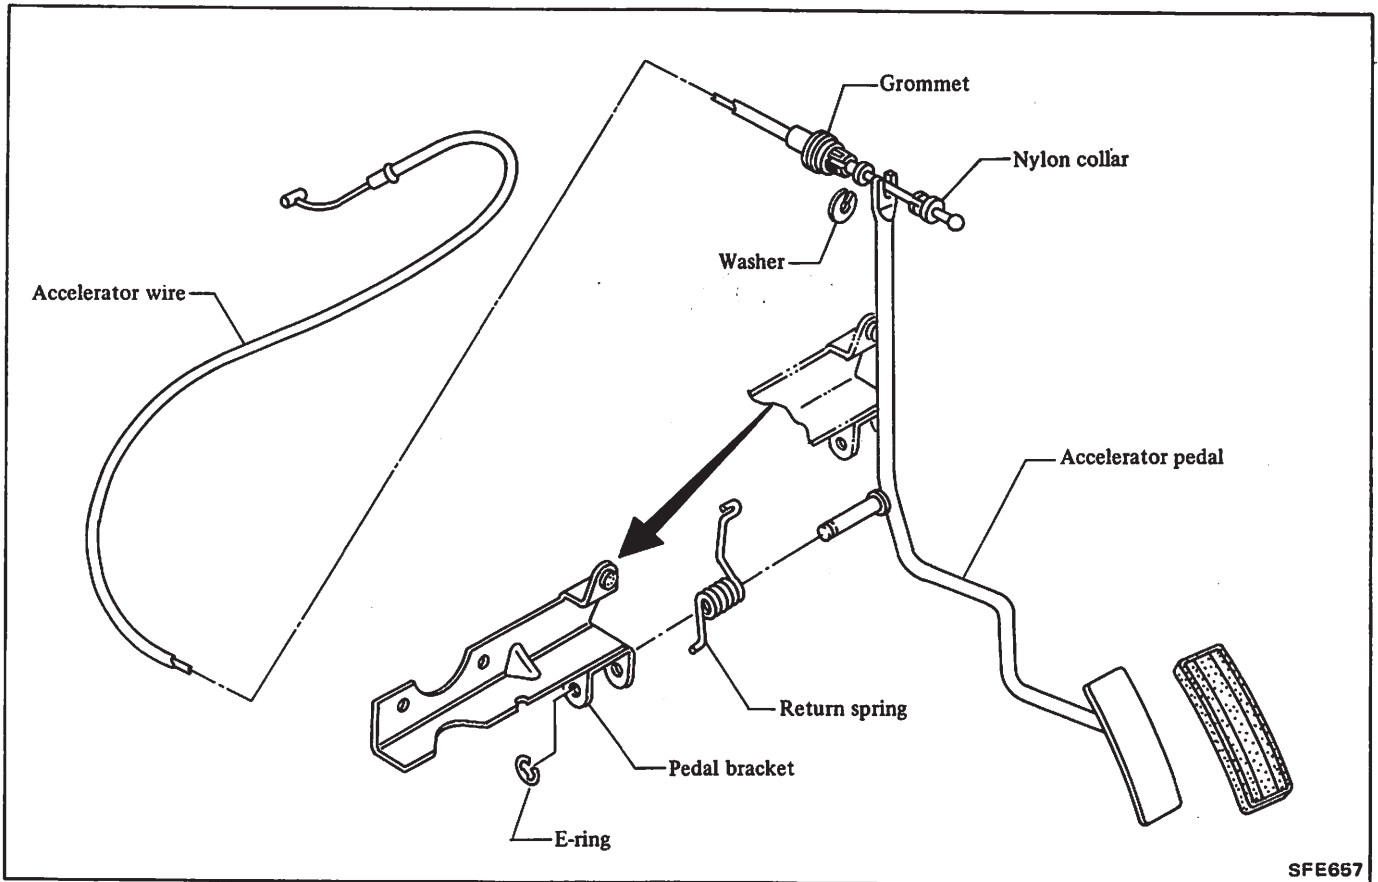 Grommet
Nylon collar
Washer
Accelerator wire
Accelerator pedal
Return spring
Pedal bracket
E-ring
SFE657